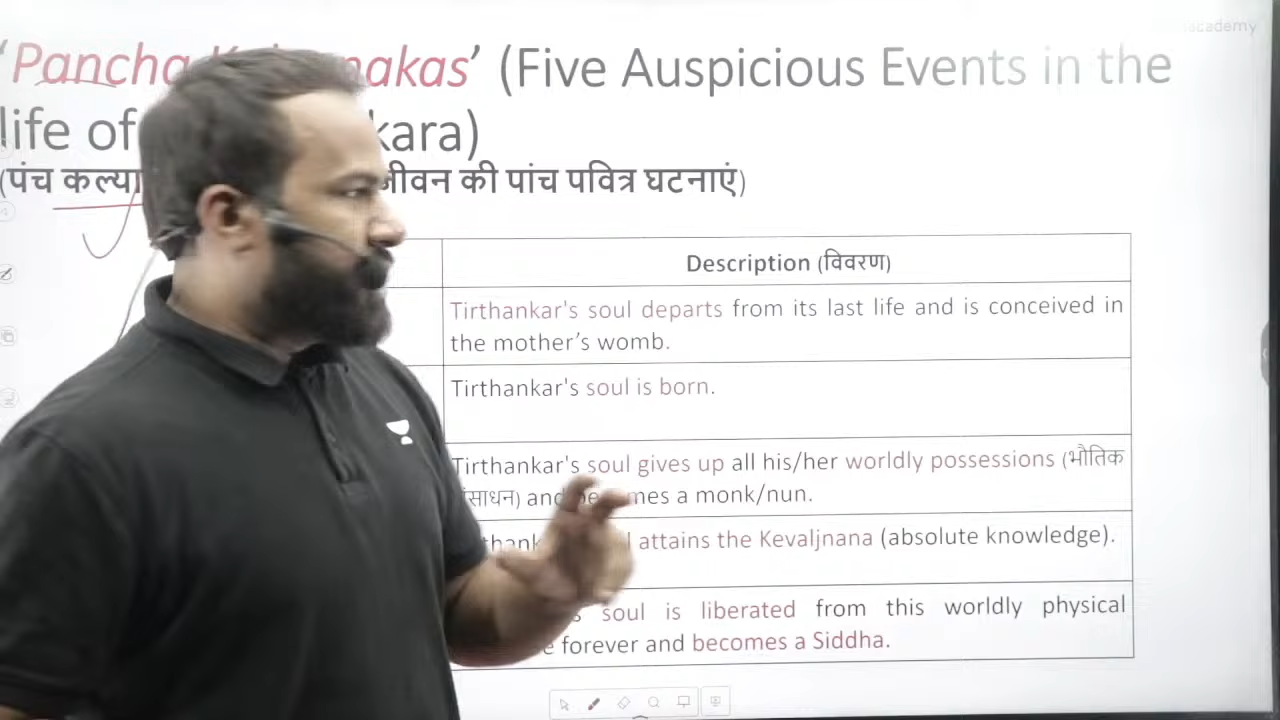 'Pancha nakas' (Five Auspicious Events in the
life of kara)
(पंच कल्या जीवन की पांच पवित्र घटनाएं)
Description (विवरण)
Tirthankar's soul departs from its last life and is conceived in
the mother's womb.
Tirthankar's soul is born.
Tirthankar's soul gives up all his/her worldly possessions (भौतिक
साधन) and becomes a monk/nun.
attains the Kevaljnana (absolute knowledge).
soul is liberated from this worldly physical
forever and becomes a Siddha.